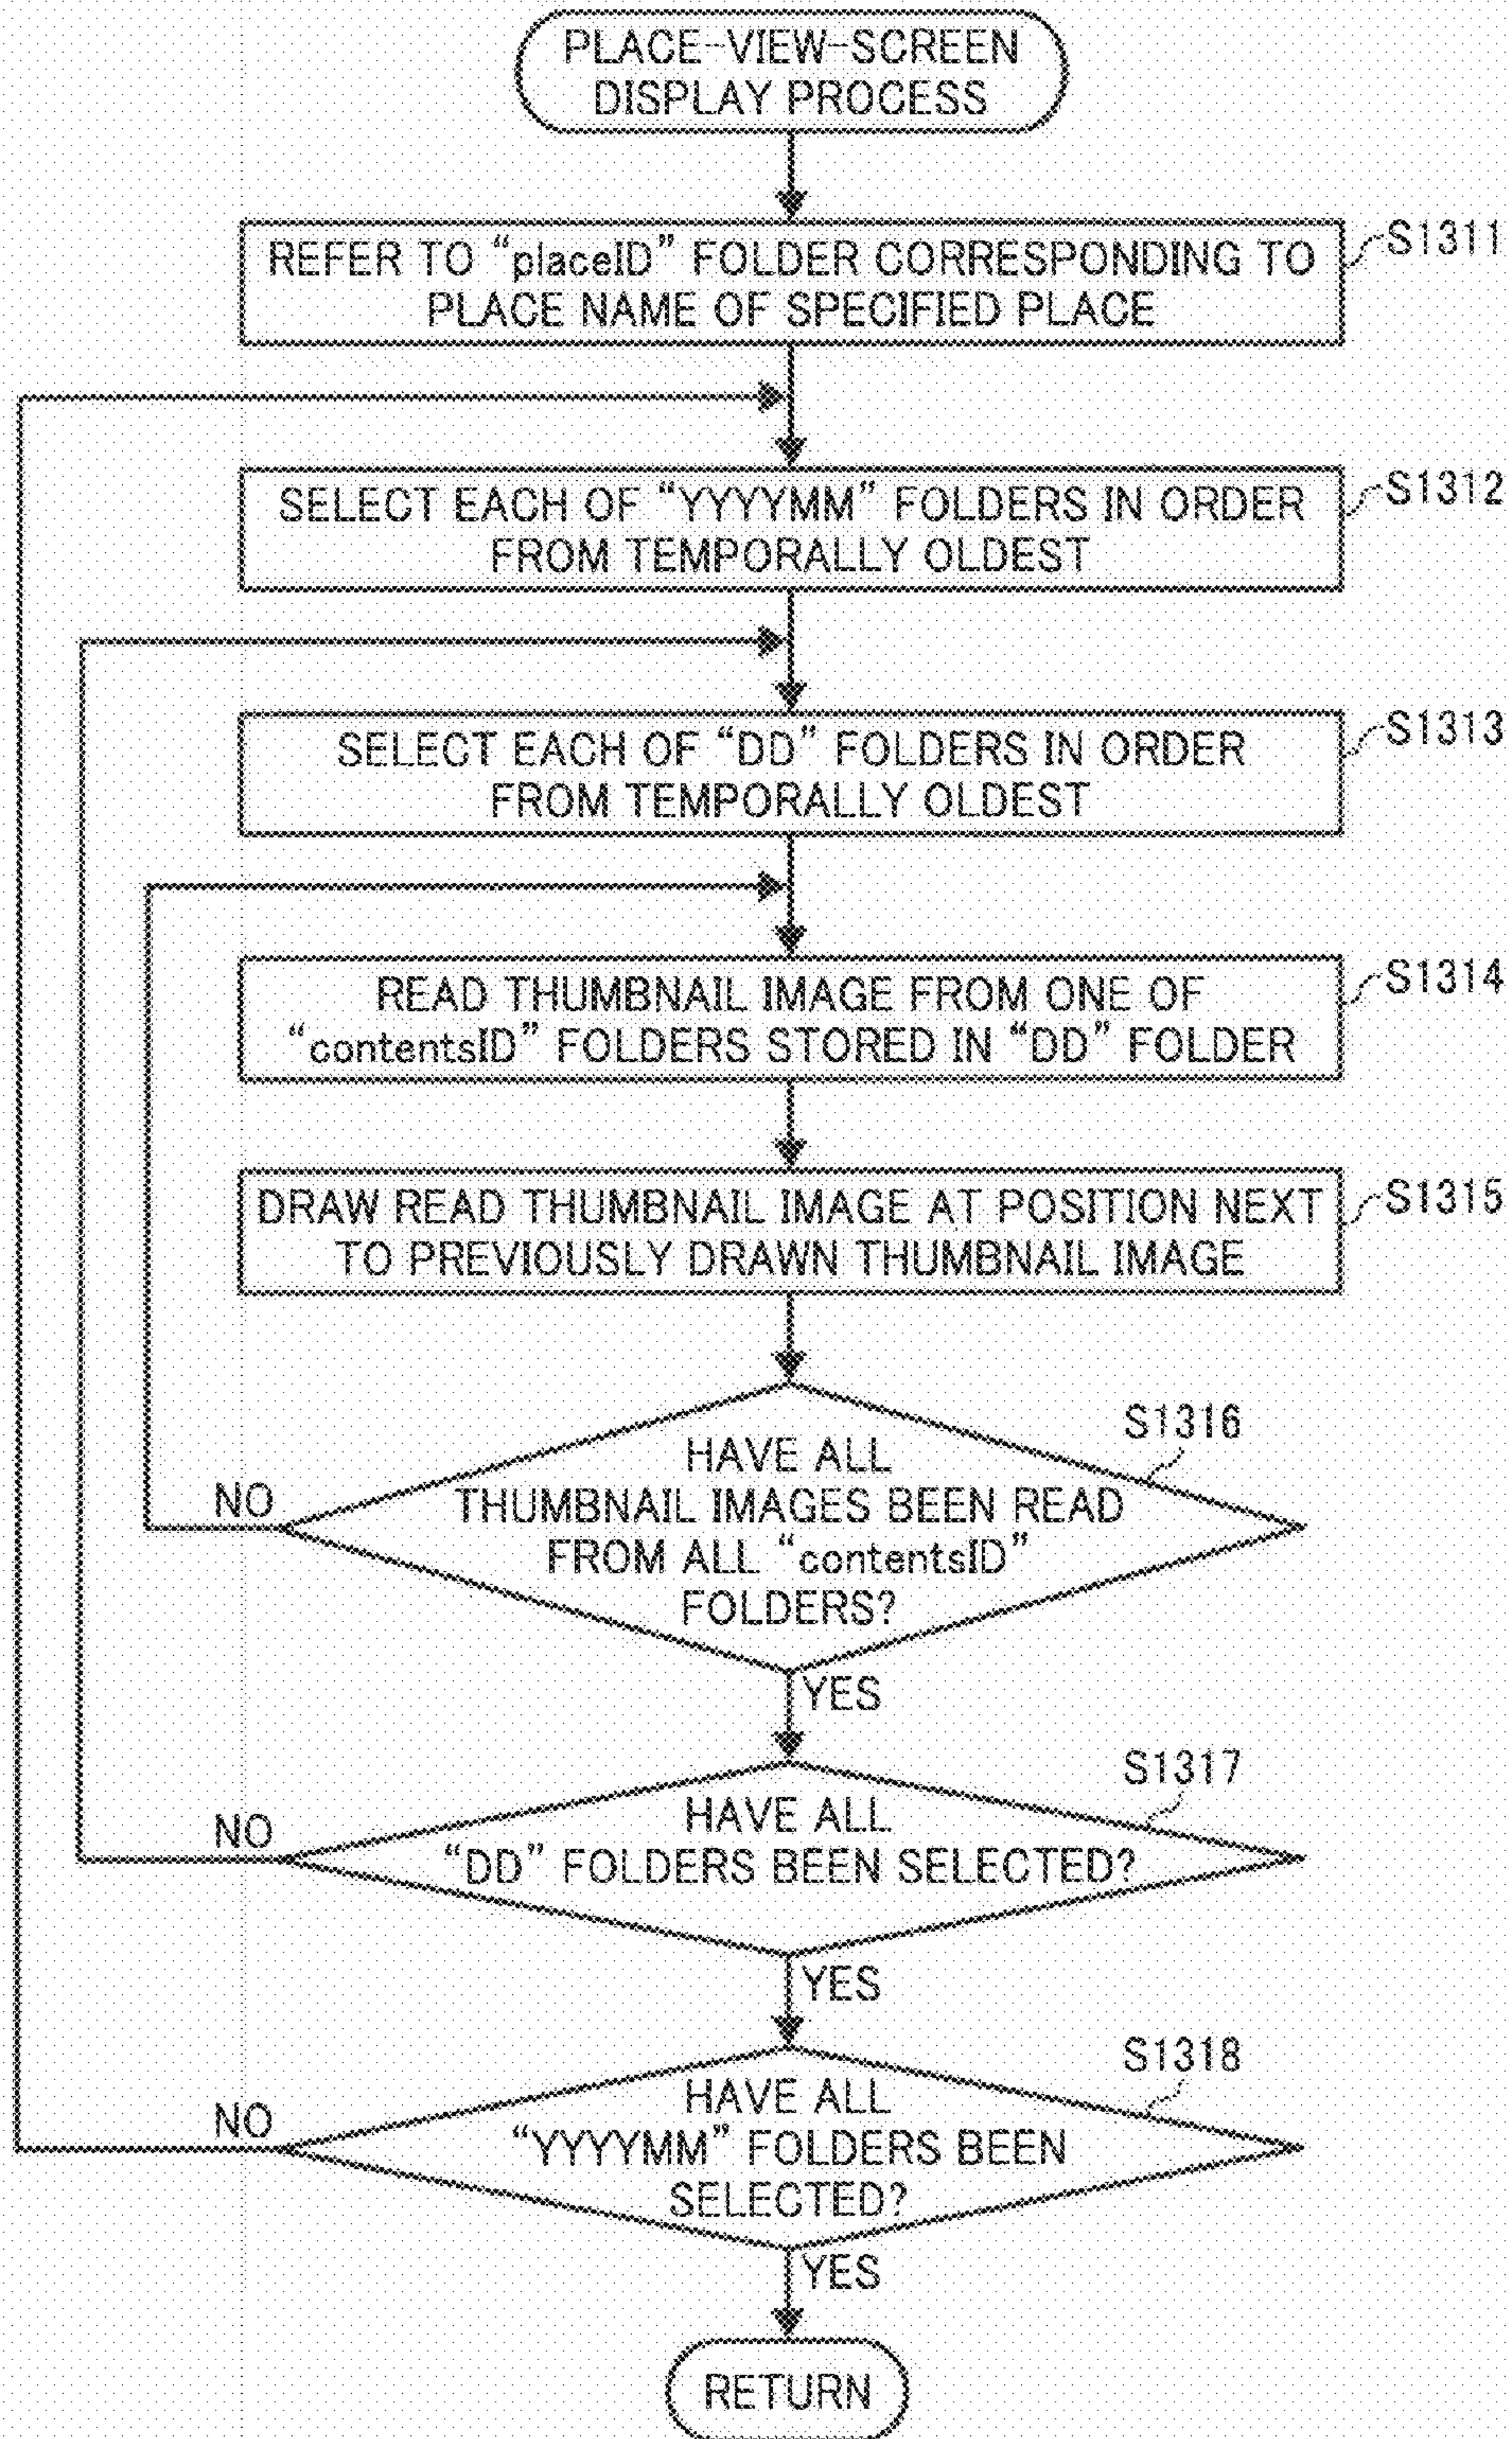 PLACE-VIEW-SCREEN
DISPLAY PROCESS
REFER TO “placeID” FOLDER CORRESPONDING TO
PLACE NAME OF SPECIFIED PLACE
S1311
SELECT EACH OF “YYYYMM” FOLDERS IN ORDER
FROM TEMPORALLY OLDEST
S1312
SELECT EACH OF “DD” FOLDERS IN ORDER
FROM TEMPORALLY OLDEST
S1313
READ THUMBNAIL IMAGE FROM ONE OF
“contentsID” FOLDERS STORED IN “DD” FOLDER
S1314
DRAW READ THUMBNAIL IMAGE AT POSITION NEXT
TO PREVIOUSLY DRAWN THUMBNAIL IMAGE
S1315
S1316
HAVE ALL
THUMBNAIL IMAGES BEEN READ
FROM ALL “contentsID”
FOLDERS?
NO
YES
S1317
HAVE ALL
“DD” FOLDERS BEEN SELECTED?
NO
YES
S1318
HAVE ALL
“YYYYMM” FOLDERS BEEN
SELECTED?
NO
YES
RETURN